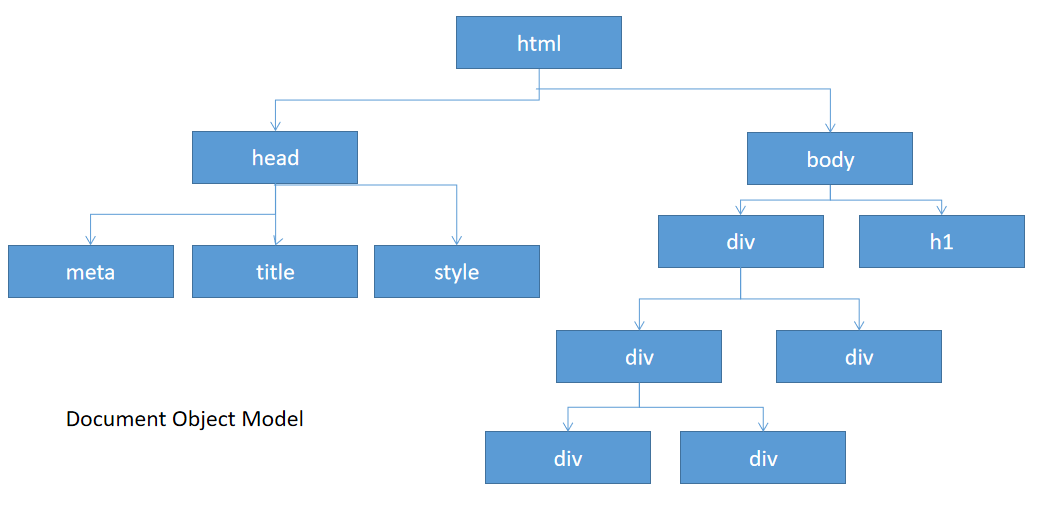 html
head
body
div
h1
meta
title
style
div
div
Document Object Model
div
div